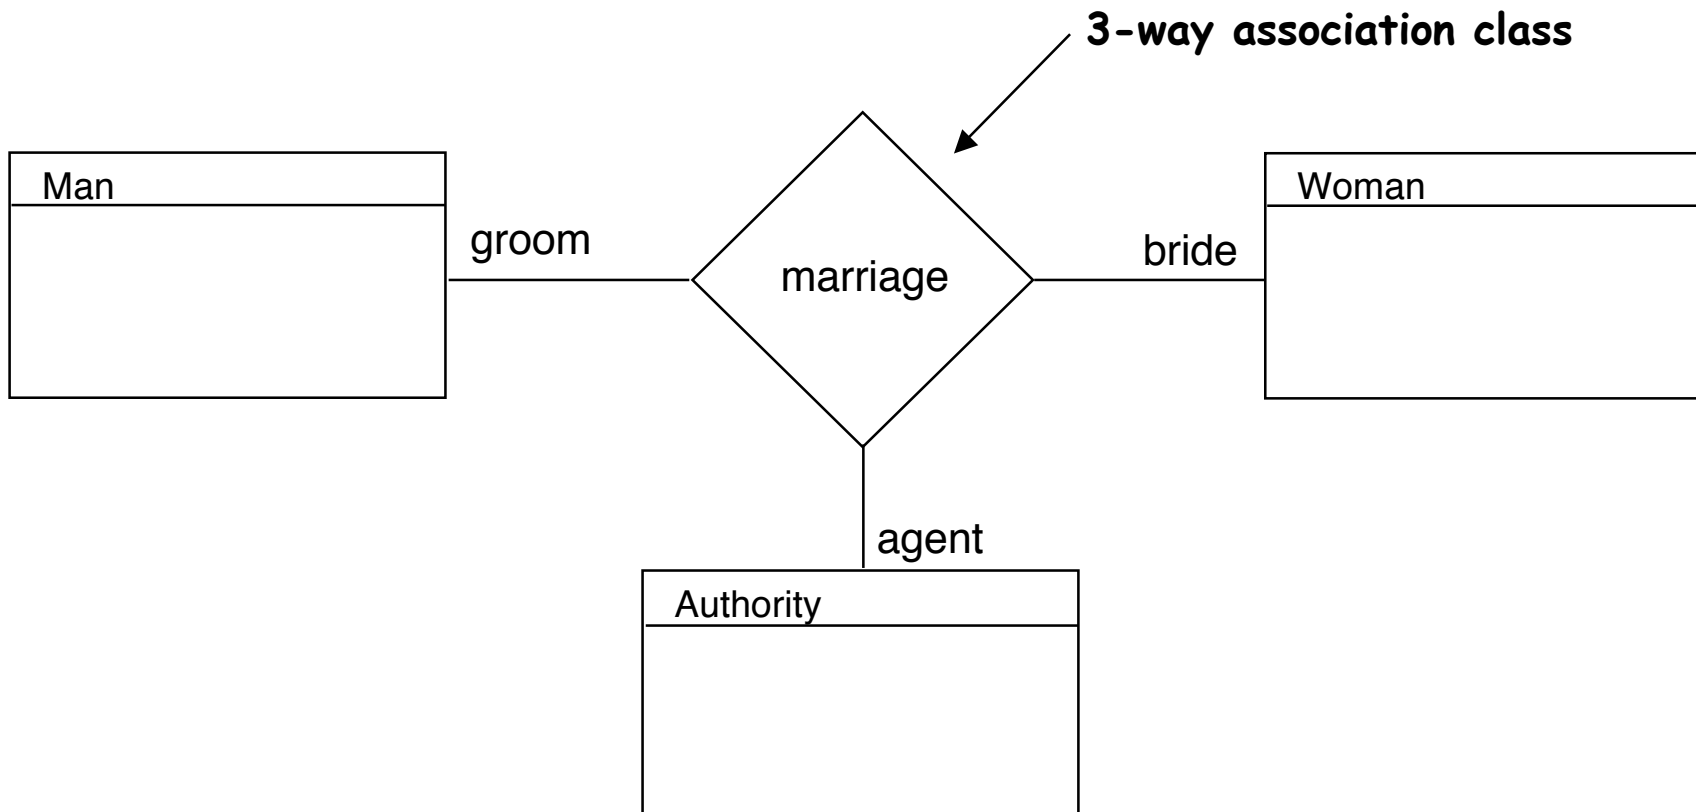 3-way association class
Man
Woman
groom
bride
marriage
agent
Authority